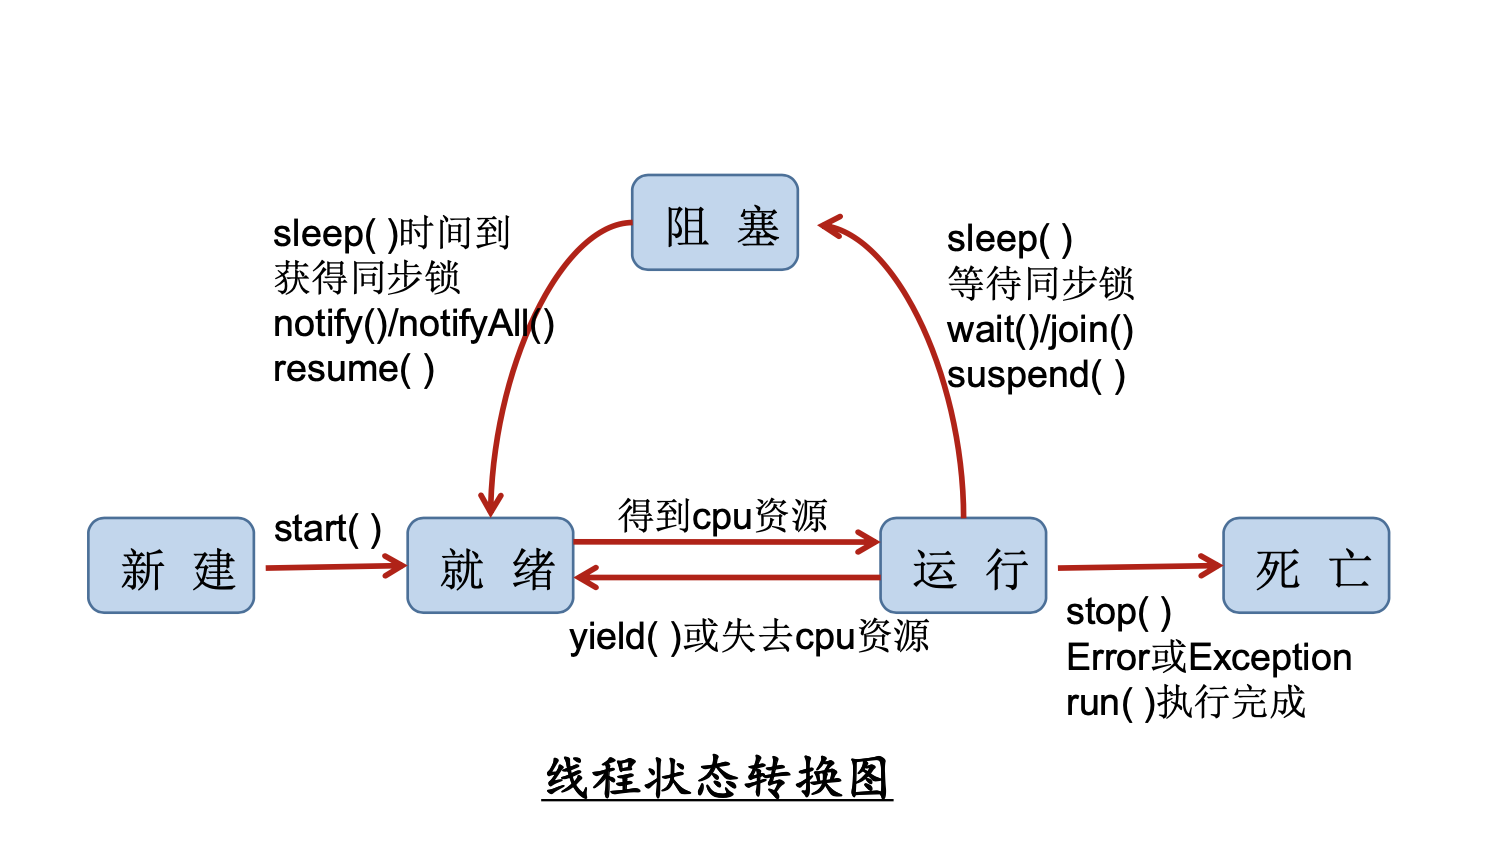 阻 塞
sleep( )时间到
获得同步锁
notify()/notifyAll()
resume( )
sleep( )
等待同步锁
wait()/join()
suspend( )
新 建
start( )
就 绪
得到cpu资源
yield( )或失去cpu资源
运 行
死 亡
stop( )
Error或Exception
run( )执行完成
线程状态转换图